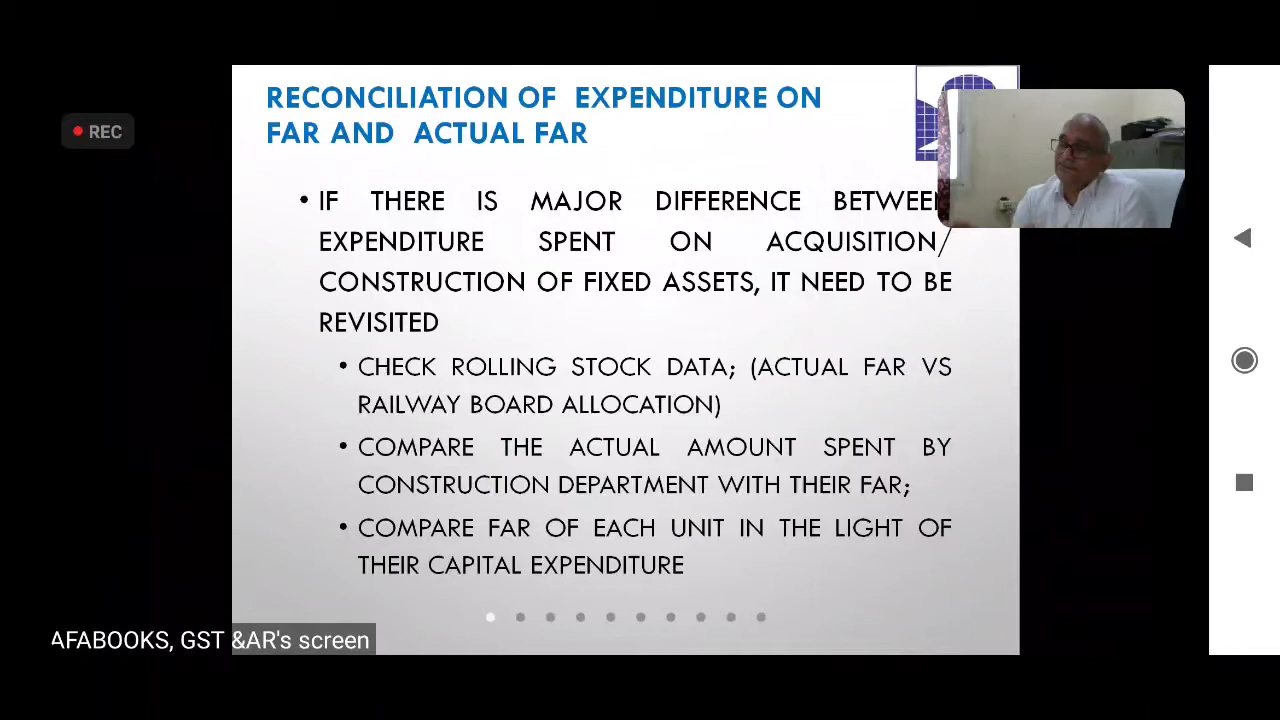 RECONCILIATION OF EXPENDITURE ON
FAR AND ACTUAL FAR
REC
• IF THERE IS MAJOR DIFFERENCE BETWEEN
EXPENDITURE SPENT ON ACQUISITION/
CONSTRUCTION OF FIXED ASSETS, IT NEED TO BE
REVISITED
• CHECK ROLLING STOCK DATA; (ACTUAL FAR VS
RAILWAY BOARD ALLOCATION)
• COMPARE THE ACTUAL AMOUNT SPENT BY
CONSTRUCTION DEPARTMENT WITH THEIR FAR;
• COMPARE FAR OF EACH UNIT IN THE LIGHT OF
THEIR CAPITAL EXPENDITURE
AFABOOKS, GST &AR's screen